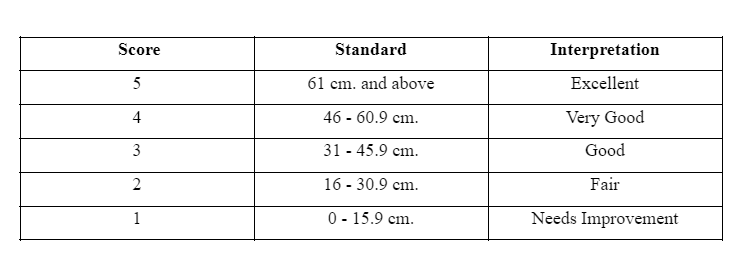 Score Standard Interpretation
5 61 cm. and above Excellent
4 46 - 60.9 cm. Very Good
3 31 - 45.9 cm. Good
2 16 - 30.9 cm. Fair
1 0 - 15.9 cm. Needs Improvement